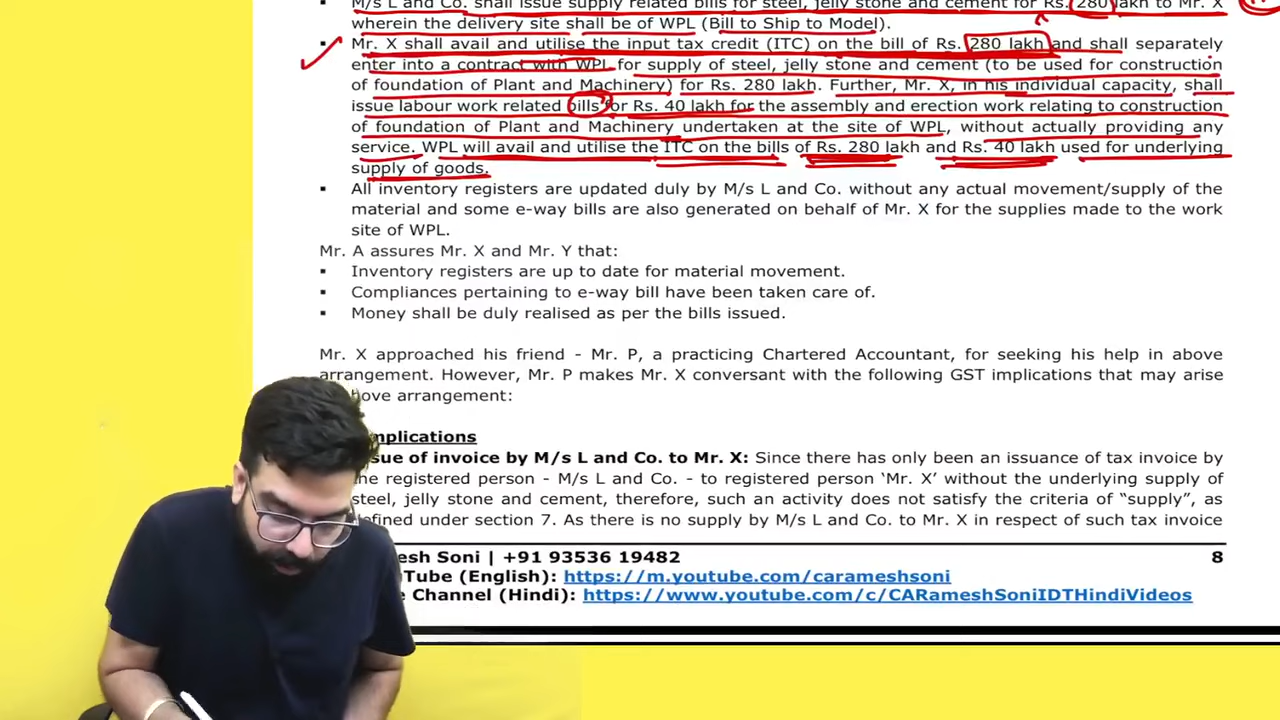 ▪ M/s L and Co. shall issue supply related bills for steel, jelly stone and cement for Rs. 280 lakh to Mr. X
wherein the delivery site shall be of WPL (Bill to Ship to Model).
▪ Mr. X shall avail and utilise the input tax credit (ITC) on the bill of Rs. 280 lakh and shall separately
enter into a contract with WPL for supply of steel, jelly stone and cement (to be used for construction
of foundation of Plant and Machinery) for Rs. 280 lakh. Further, Mr. X, in his individual capacity, shall
issue labour work related bills for Rs. 40 lakh for the assembly and erection work relating to construction
of foundation of Plant and Machinery undertaken at the site of WPL, without actually providing any
service. WPL will avail and utilise the ITC on the bills of Rs. 280 lakh and Rs. 40 lakh used for underlying
supply of goods.
▪ All inventory registers are updated duly by M/s L and Co. without any actual movement/supply of the
material and some e-way bills are also generated on behalf of Mr. X for the supplies made to the work
site of WPL.
Mr. A assures Mr. X and Mr. Y that:
▪ Inventory registers are up to date for material movement.
▪ Compliances pertaining to e-way bill have been taken care of.
▪ Money shall be duly realised as per the bills issued.
Mr. X approached his friend - Mr. P, a practicing Chartered Accountant, for seeking his help in above
arrangement. However, Mr. P makes Mr. X conversant with the following GST implications that may arise
ove arrangement:
mplications
sue of invoice by M/s L and Co. to Mr. X: Since there has only been an issuance of tax invoice by
he registered person - M/s L and Co. - to registered person ‘Mr. X’ without the underlying supply of
steel, jelly stone and cement, therefore, such an activity does not satisfy the criteria of “supply”, as
efined under section 7. As there is no supply by M/s L and Co. to Mr. X in respect of such tax invoice
esh Soni | +91 93536 19482 8
Tube (English): https://m.youtube.com/carameshsoni
Channel (Hindi): https://www.youtube.com/c/CARameshSoniIDTHindiVideos